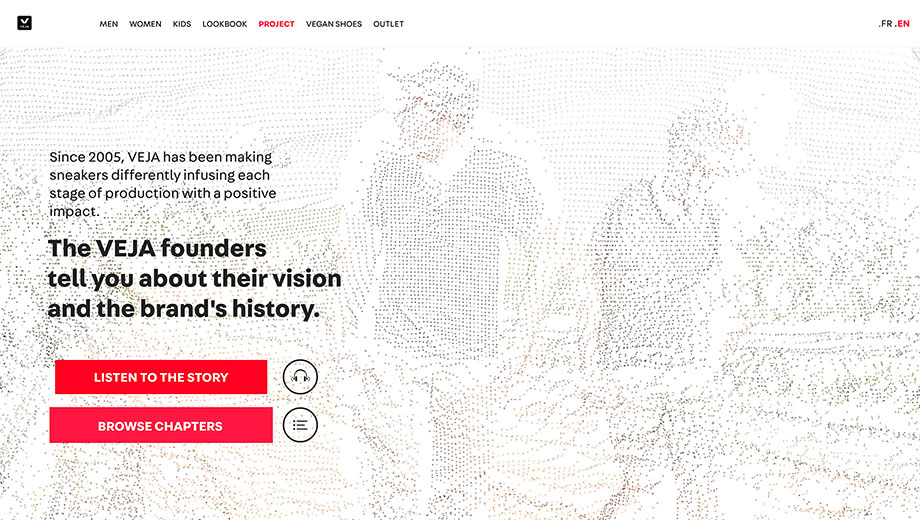 VEJA
MEN WOMEN KIDS LOOKBOOK PROJECT VEGAN SHOES OUTLET
.FR .EN
Since 2005, VEJA has been making
sneakers differently infusing each
stage of production with a positive
impact.
The VEJA founders
tell you about their vision
and the brand's history.
LISTEN TO THE STORY
BROWSE CHAPTERS